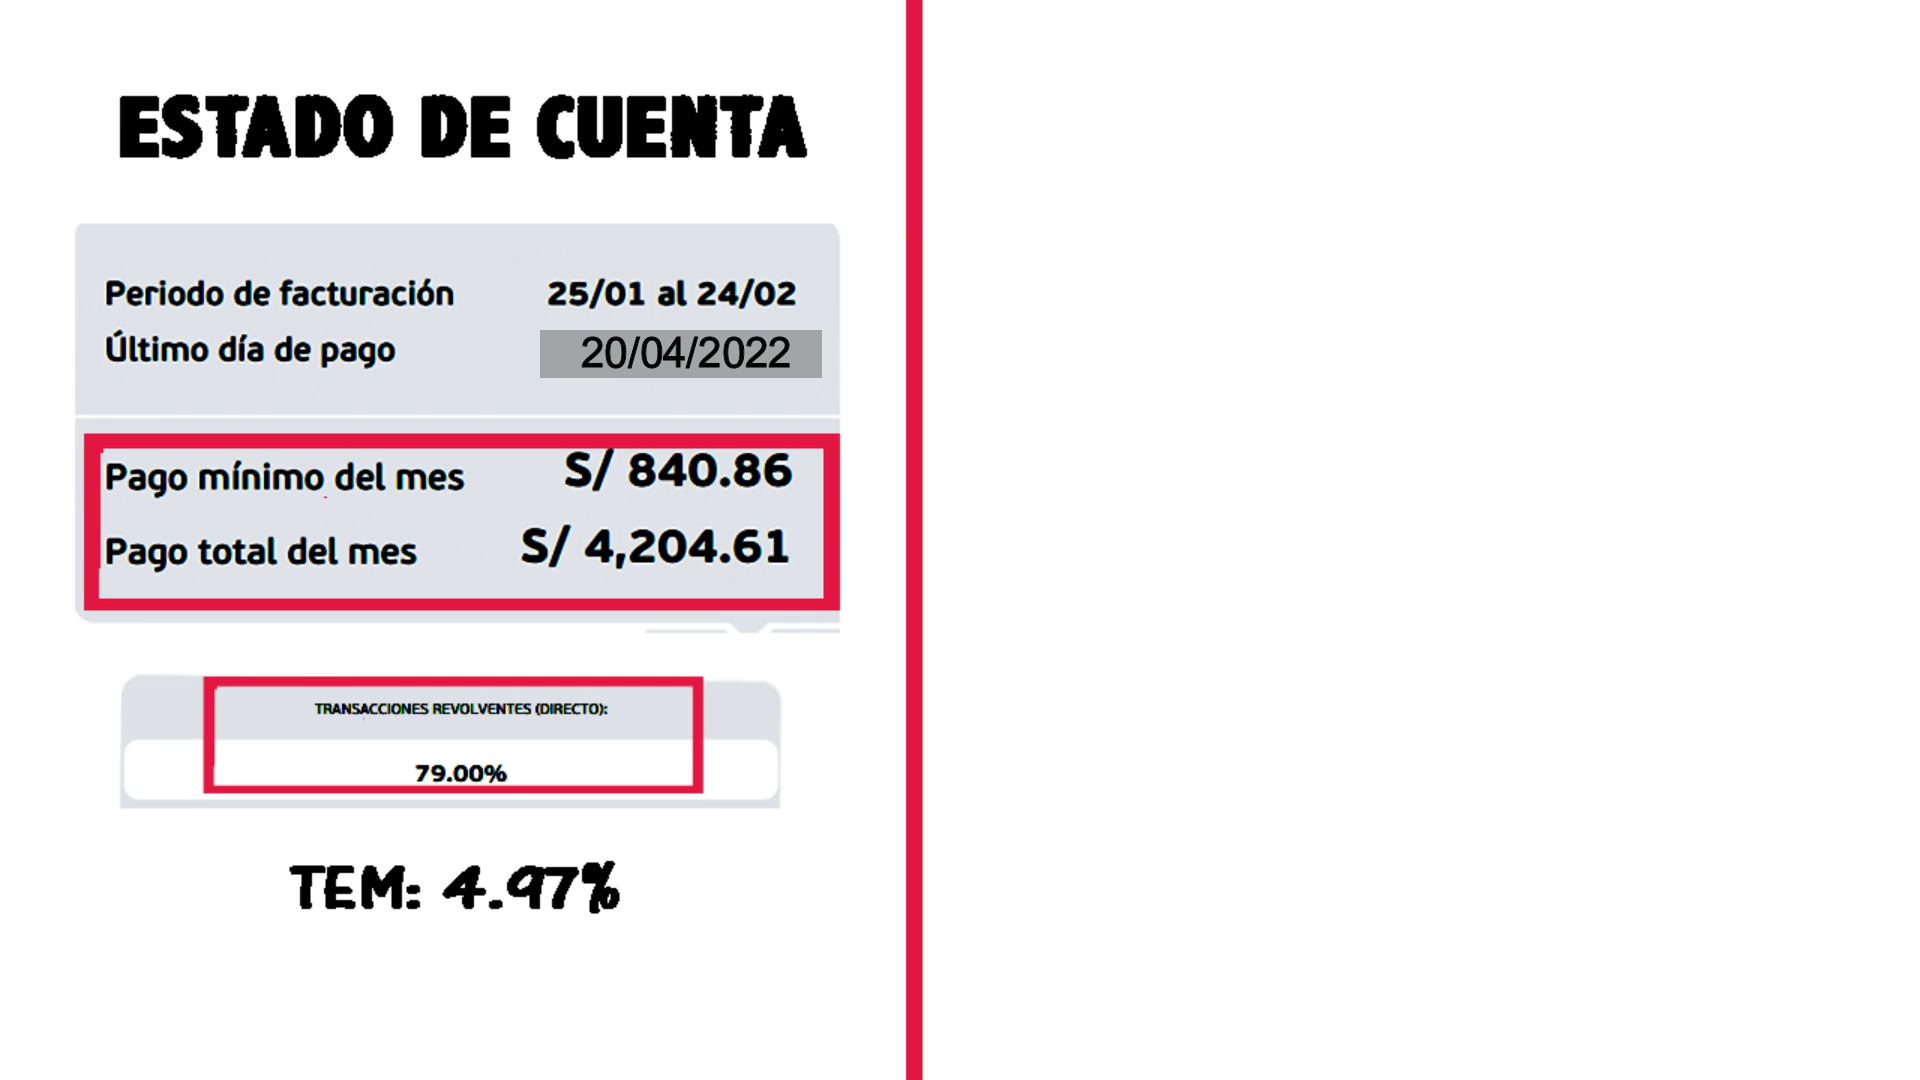 ESTADO DE CUENTA
Periodo de facturación 25/01 al 24/02
Último día de pago 20/04/2022
Pago mínimo del mes S/ 840.86
Pago total del mes S/ 4,204.61
TRANSACCIONES REVOLVENTES (DIRECTO):
79.00%
TEM: 4.97%